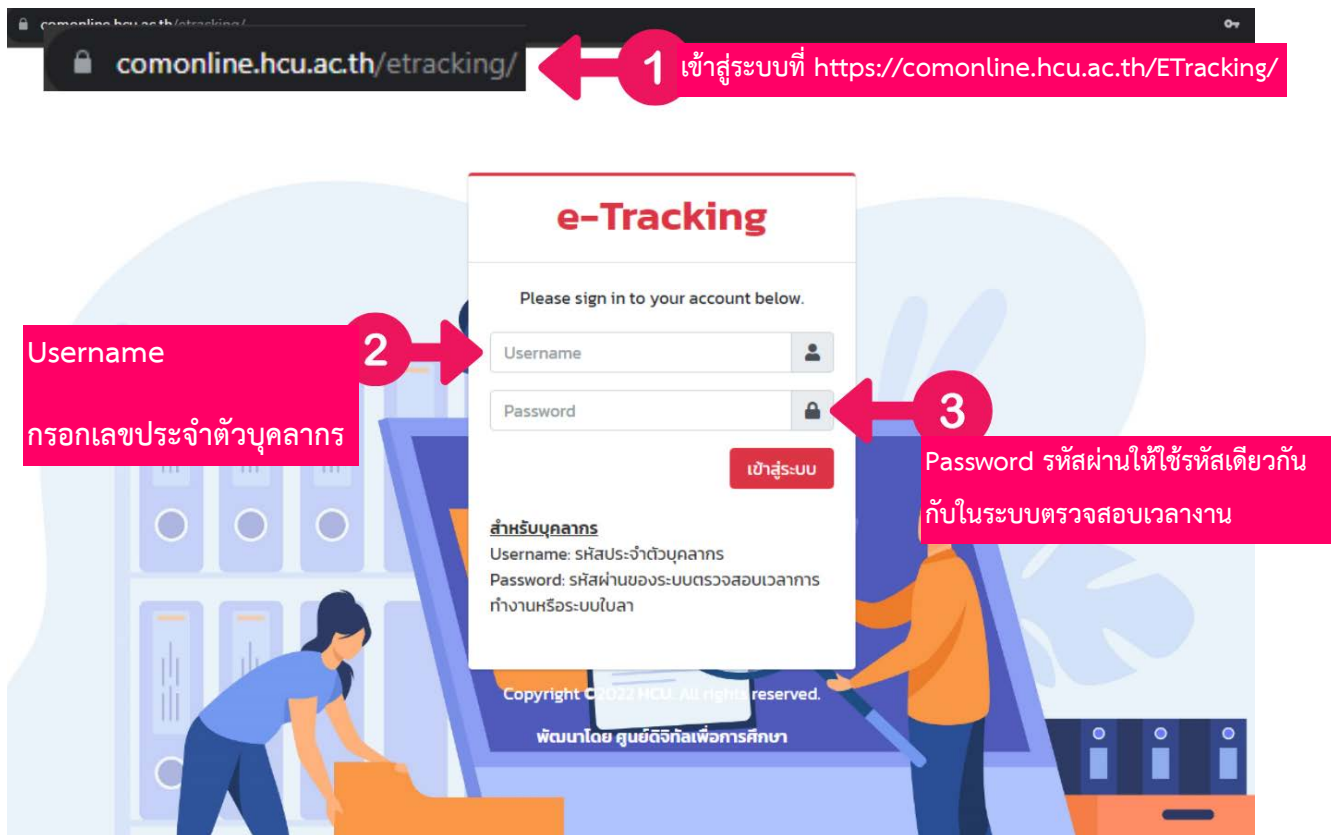 comonline.hcu.ac.th/etracking/
comonline.hcu.ac.th/etracking/
1
เข้าสู่ระบบที่ https://comonline.hcu.ac.th/ETracking/
e-Tracking
Please sign in to your account below.
2
Username
กรอกเลขประจำตัวบุคลากร
Username
Password
3
Password รหัสผ่านให้ใช้รหัสเดียวกัน
กับในระบบตรวจสอบเวลางาน
เข้าสู่ระบบ
สำหรับบุคลากร
Username: รหัสประจำตัวบุคลากร
Password: รหัสผ่านของระบบตรวจสอบเวลาการ
ทำงานหรือระบบใบลา
Copyright ©2022 HCU. All rights reserved.
พัฒนาโดย ศูนย์ดิจิทัลเพื่อการศึกษา